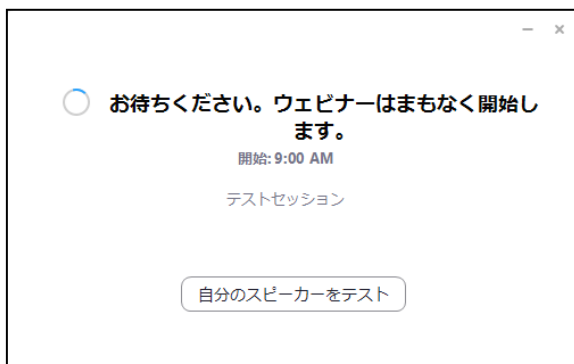 お待ちください。ウェビナーはまもなく開始し
ます。
開始: 9:00 AM
テストセッション
自分のスピーカーをテスト